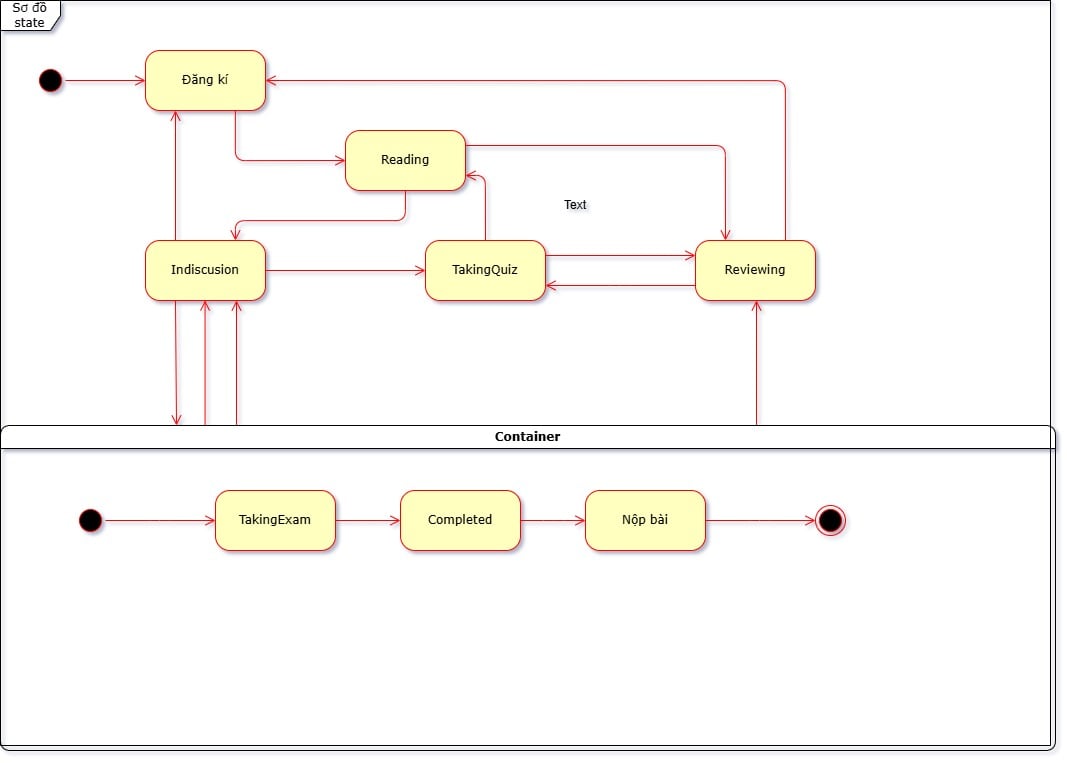 Sơ đồ
state
Đăng kí
Reading
Text
Indiscusion
TakingQuiz
Reviewing
Container
TakingExam
Completed
Nộp bài